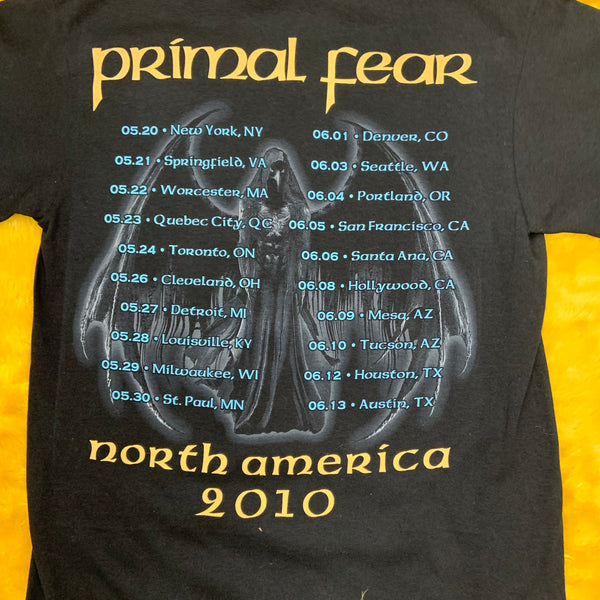 primal fear
05.20 • New York, NY
05.21 • Springfield, VA
05.22 • Worcester, MA
05.23 • Quebec City, QC
05.24 • Toronto, ON
05.26 • Cleveland, OH
05.27 • Detroit, MI
05.28 • Louisville, KY
05.29 • Milwaukee, WI
05.30 • St. Paul, MN
06.01 • Denver, CO
06.03 • Seattle, WA
06.04 • Portland, OR
06.05 • San Francisco, CA
06.06 • Santa Ana, CA
06.08 • Hollywood, CA
06.09 • Mesa, AZ
06.10 • Tucson, AZ
06.12 • Houston, TX
06.13 • Austin, TX
north america
2010